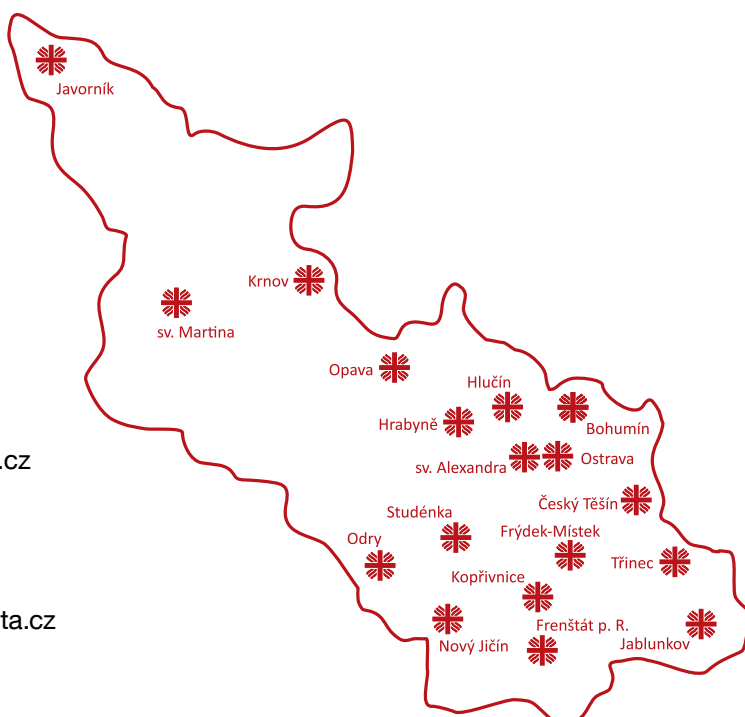 Javorník
Krnov
sv. Martina
Opava
Hlučín
Hrabyně
Bohumín
.cz
sv. Alexandra
Ostrava
Český Těšín
Studénka
Frýdek-Místek
Odry
Třinec
Kopřivnice
ta.cz
Frenštát p. R.
Nový Jičín
Jablunkov